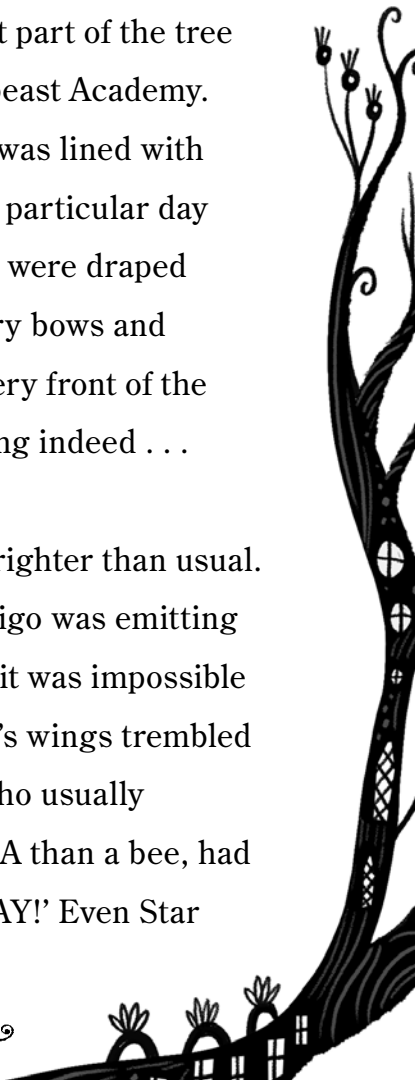 t part of the tree
beast Academy.
was lined with
particular day
were draped
ry bows and
ery front of the
ng indeed . . .
righter than usual.
igo was emitting
it was impossible
’s wings trembled
ho usually
A than a bee, had
AY!’ Even Star